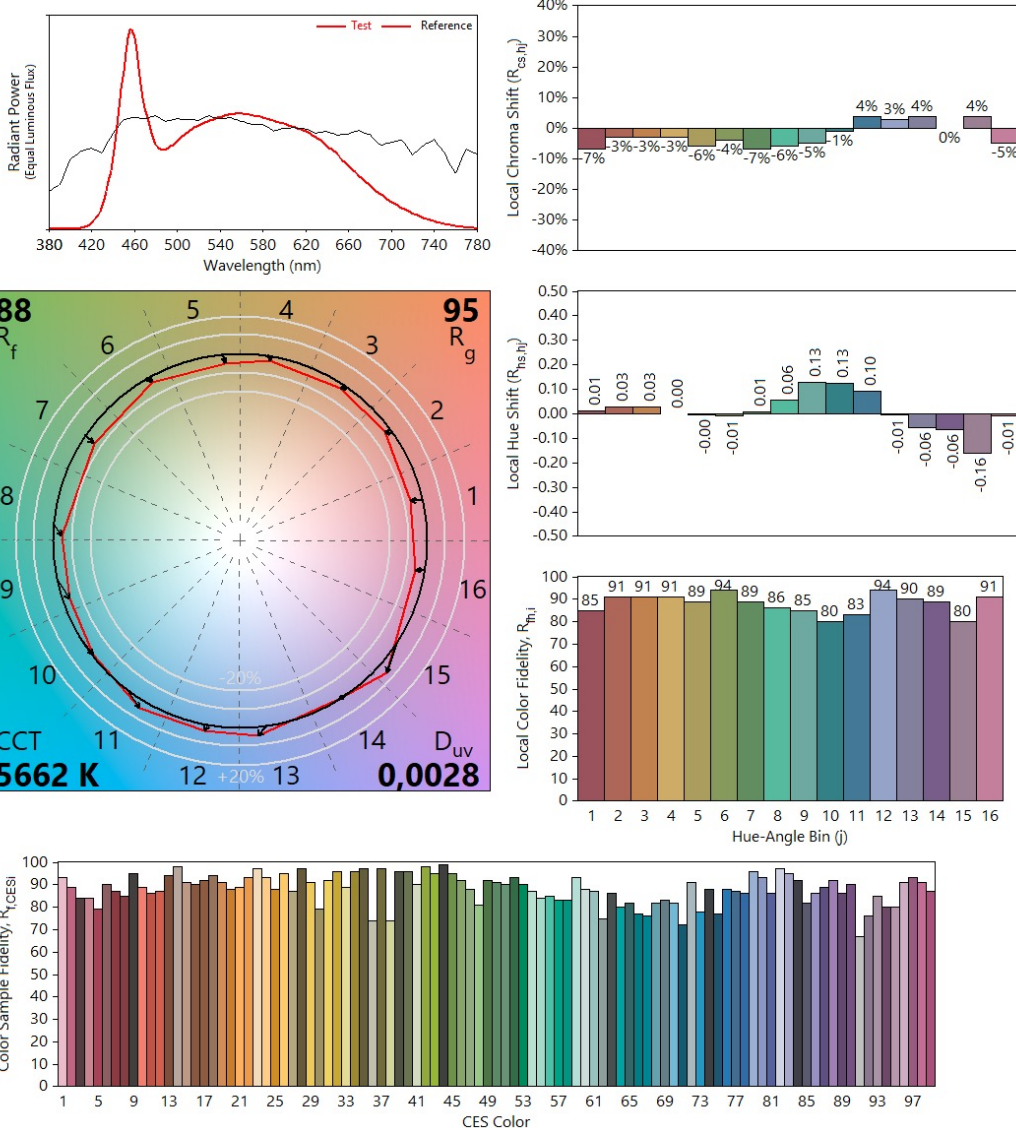 Test
Reference
Radiant Power
(Equal Luminous Flux)
380 420 460 500 540 580 620 660 700 740 780
Wavelength (nm)
40%
30%
20%
10%
0%
-10%
-20%
-30%
-40%
Local Chroma Shift (Rcs,hj)
-7% -3% -3% -3% -6% -4% -7% -6% -5% -1% 4% 3% 4% 0% 4% -5%
88
Rf
95
Rg
CCT
5662 K
Duv
0,0028
-20%
+20%
1
2
3
4
5
6
7
8
9
10
11
12
13
14
15
16
0.50
0.40
0.30
0.20
0.10
0.00
-0.10
-0.20
-0.30
-0.40
-0.50
Local Hue Shift (Rhs,hj)
0.01 0.03 0.03 0.00 -0.00 -0.01 0.01 0.06 0.13 0.13 0.10 -0.01 -0.06 -0.06 -0.16 -0.01
100
90
80
70
60
50
40
30
20
10
0
Local Color Fidelity, Rfh,i
85 91 91 91 89 94 89 86 85 80 83 94 90 89 80 91
1 2 3 4 5 6 7 8 9 10 11 12 13 14 15 16
Hue-Angle Bin (j)
100
90
80
70
60
50
40
30
20
10
0
Color Sample Fidelity, Rf,CESi
1 5 9 13 17 21 25 29 33 37 41 45 49 53 57 61 65 69 73 77 81 85 89 93 97
CES Color